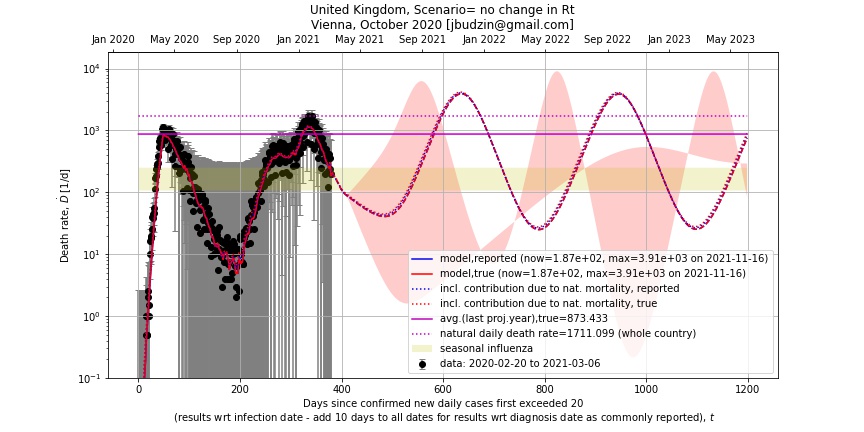 United Kingdom, Scenario= no change in Rt
Vienna, October 2020 [jbudzin@gmail.com]
Jan 2020 May 2020 Sep 2020 Jan 2021 May 2021 Sep 2021 Jan 2022 May 2022 Sep 2022 Jan 2023 May 2023
10⁴
10³
10²
10¹
10⁰
10⁻¹
Death rate, D [1/d]
model,reported (now=1.87e+02, max=3.91e+03 on 2021-11-16)
model,true (now=1.87e+02, max=3.91e+03 on 2021-11-16)
incl. contribution due to nat. mortality, reported
incl. contribution due to nat. mortality, true
avg.(last proj.year),true=873.433
natural daily death rate=1711.099 (whole country)
seasonal influenza
data: 2020-02-20 to 2021-03-06
0 200 400 600 800 1000 1200
Days since confirmed new daily cases first exceeded 20
(results wrt infection date - add 10 days to all dates for results wrt diagnosis date as commonly reported), t